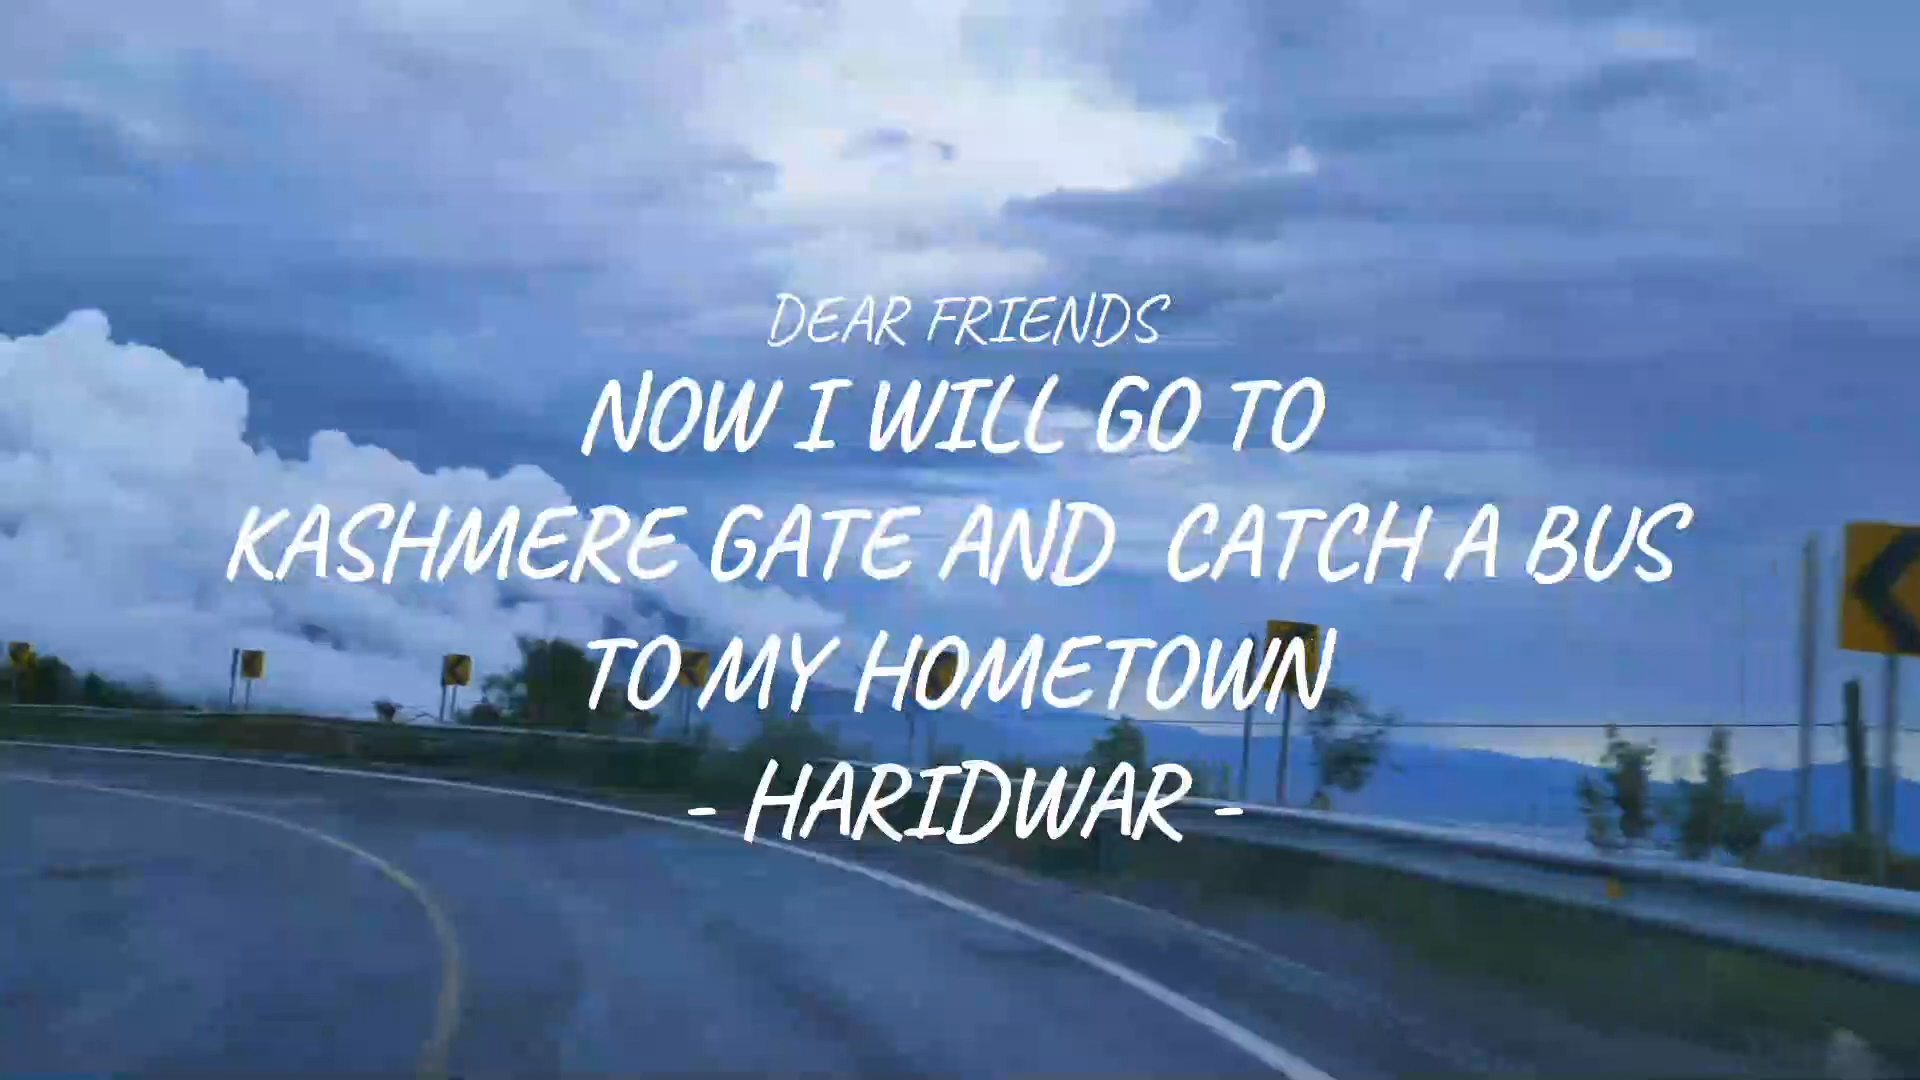 DEAR FRIENDS
NOW I WILL GO TO
KASHMERE GATE AND CATCH A BUS
TO MY HOMETOWN
- HARIDWAR -